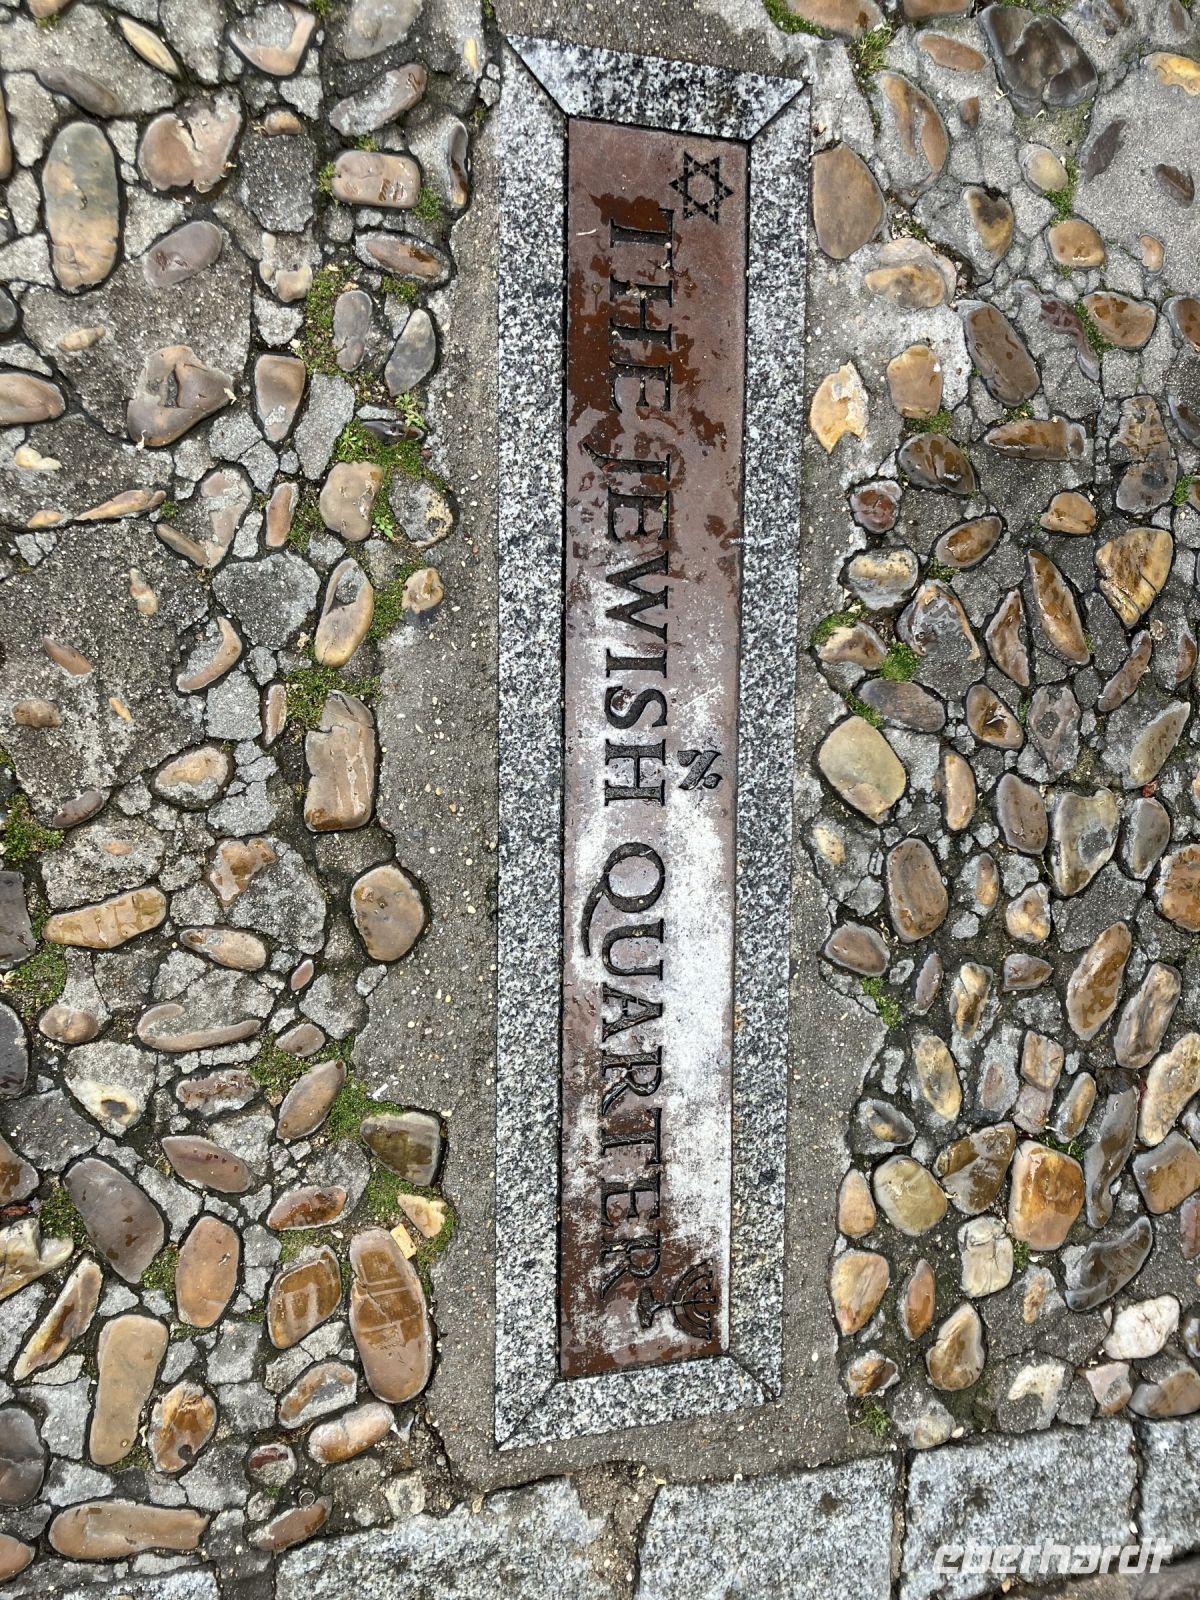 THE JEWISH QUARTER
א
eberhardt